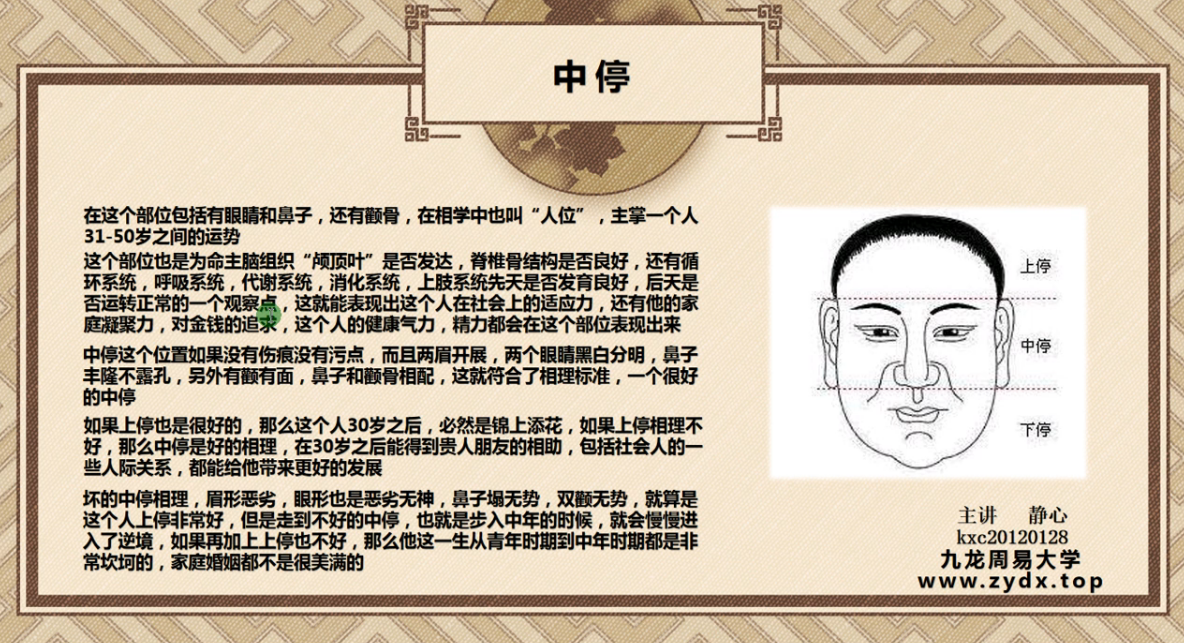 中停
在这个部位包括有眼睛和鼻子，还有颧骨，在相学中也叫“人位”，主掌一个人
31-50岁之间的运势
这个部位也是为命主脑组织“颅顶叶”是否发达，脊椎骨结构是否良好，还有循
环系统，呼吸系统，代谢系统，消化系统，上肢系统先天是否发育良好，后天是
否运转正常的一个观察点，这就能表现出这个人在社会上的适应力，还有他的家
庭凝聚力，对金钱的追求，这个人的健康气力，精力都会在这个部位表现出来
中停这个位置如果没有伤痕没有污点，而且两眉开展，两个眼睛黑白分明，鼻子
丰隆不露孔，另外有颧有面，鼻子和颧骨相配，这就符合了相理标准，一个很好
的中停
如果上停也是很好的，那么这个人30岁之后，必然是锦上添花，如果上停相理不
好，那么中停是好的相理，在30岁之后能得到贵人朋友的相助，包括社会人的一
些人际关系，都能给他带来更好的发展
坏的中停相理，眉形恶劣，眼形也是恶劣无神，鼻子塌无势，双颧无势，就算是
这个人上停非常好，但是走到不好的中停，也就是步入中年的时候，就会慢慢进
入了逆境，如果再加上上停也不好，那么他这一生从青年时期到中年时期都是非
常坎坷的，家庭婚姻都不是很美满的
上停
中停
下停
主讲 静心
kxc20120128
九龙周易大学
www.zydx.top